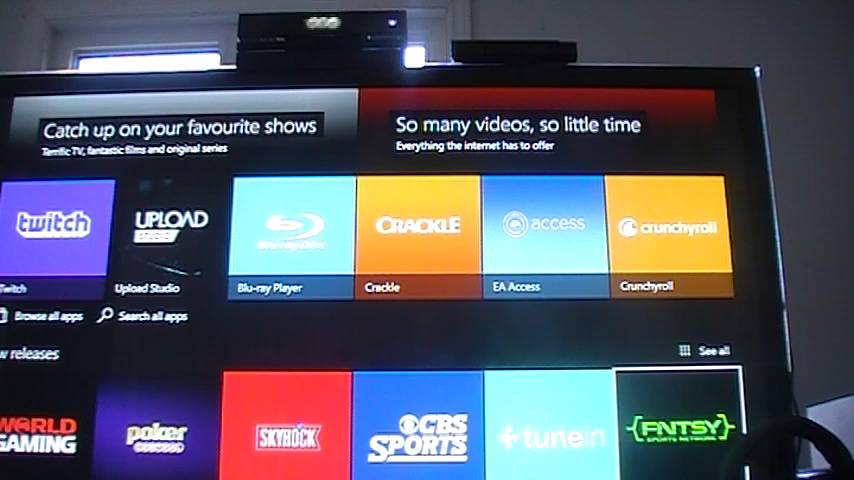 Catch up on your favourite shows
Terrific TV, fantastic films and original series
So many videos, so little time
Everything the internet has to offer
twitch
UPLOAD
Blu-ray Disc
CRACKLE
EA access
crunchyroll
Twitch
Upload Studio
Blu-ray Player
Crackle
EA Access
Crunchyroll
Browse all apps
Search all apps
w releases
See all
WORLD
GAMING
poker
SKYROCK
CBS
SPORTS
tunein
FNTSY
SPORTS NETWORK